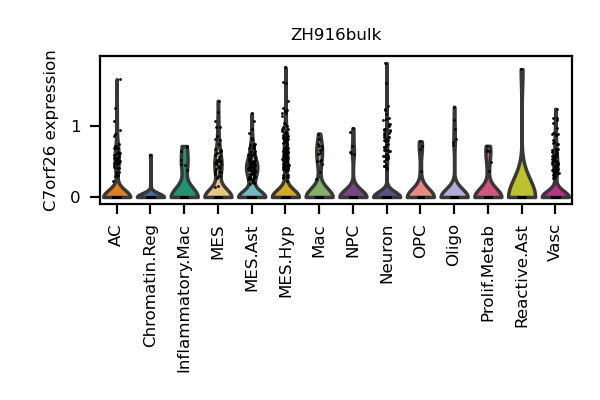 ZH916bulk
C7orf26 expression
1
0
AC
Chromatin.Reg
Inflammatory.Mac
MES
MES.Ast
MES.Hyp
Mac
NPC
Neuron
OPC
Oligo
Prolif.Metab
Reactive.Ast
Vasc